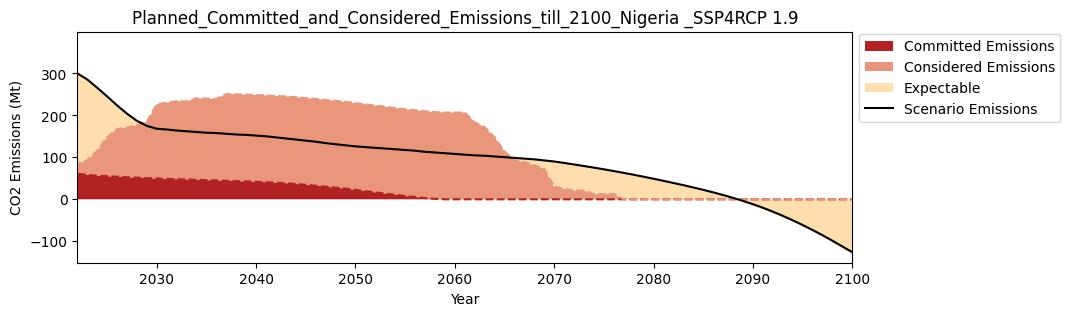 Planned_Committed_and_Considered_Emissions_till_2100_Nigeria _SSP4RCP 1.9
CO2 Emissions (Mt)
300
200
100
0
−100
2030 2040 2050 2060 2070 2080 2090 2100
Year
Committed Emissions
Considered Emissions
Expectable
Scenario Emissions